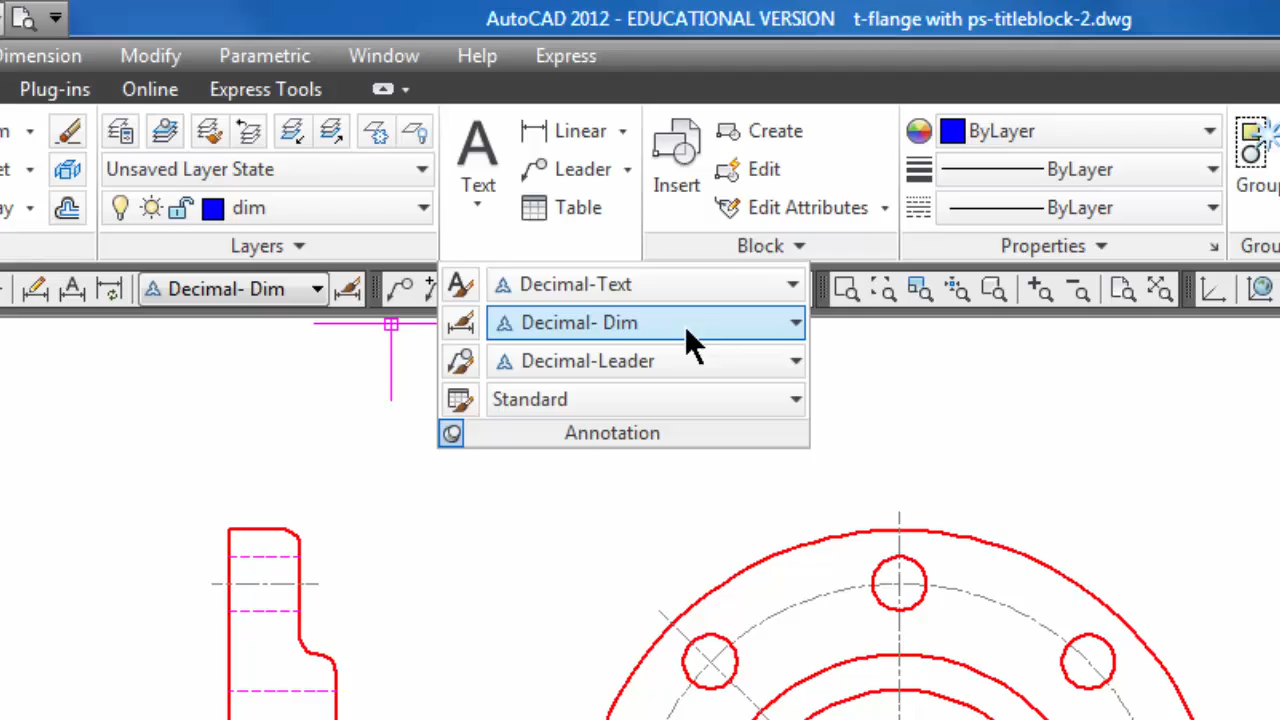 AutoCAD 2012 - EDUCATIONAL VERSION t-flange with ps-titleblock-2.dwg
Dimension Modify Parametric Window Help Express
Plug-ins Online Express Tools
Linear Create ByLayer
Unsaved Layer State Text Leader Insert Edit ByLayer Group
dim Table Edit Attributes ByLayer
Layers Block Properties
Decimal- Dim
Decimal-Text
Decimal- Dim
Decimal-Leader
Standard
Annotation